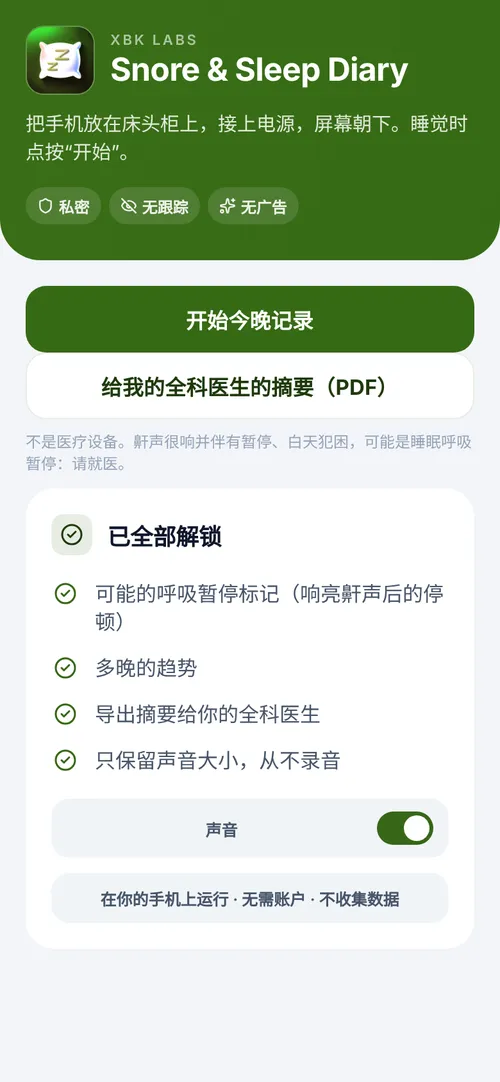 XBK LABS
Snore & Sleep Diary
把手机放在床头柜上，接上电源，屏幕朝下。睡觉时
点按“开始”。
私密
无跟踪
无广告
开始今晚记录
给我的全科医生的摘要（PDF）
不是医疗设备。鼾声很响并伴有暂停、白天犯困，可能是睡眠呼吸
暂停：请就医。
已全部解锁
可能的呼吸暂停标记（响亮鼾声后的停
顿）
多晚的趋势
导出摘要给你的全科医生
只保留声音大小，从不录音
声音
在你的手机上运行 · 无需账户 · 不收集数据